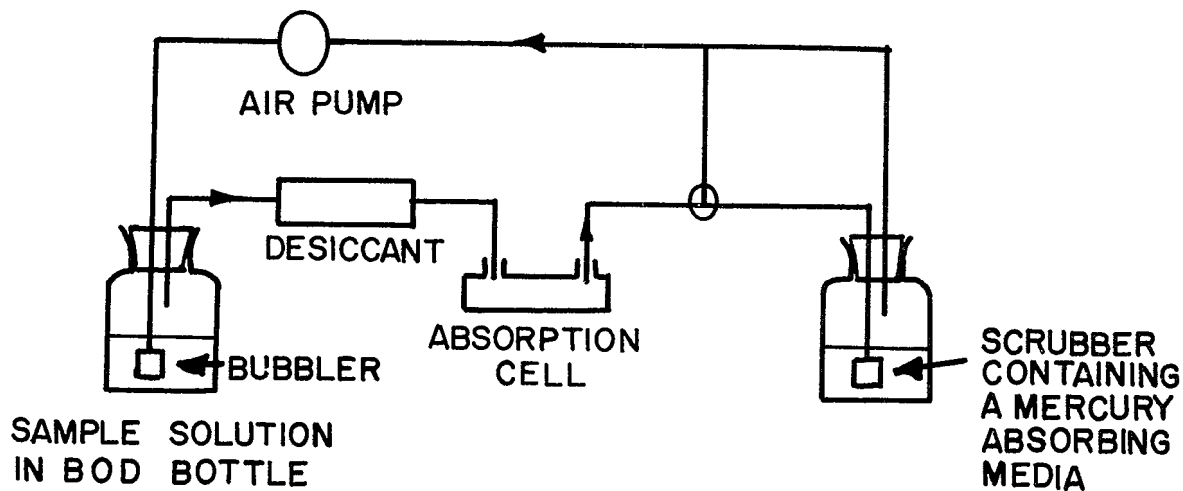 AIR PUMP
DESICCANT
ABSORPTION
CELL
BUBBLER
SAMPLE SOLUTION
IN BOD BOTTLE
SCRUBBER
CONTAINING
A MERCURY
ABSORBING
MEDIA